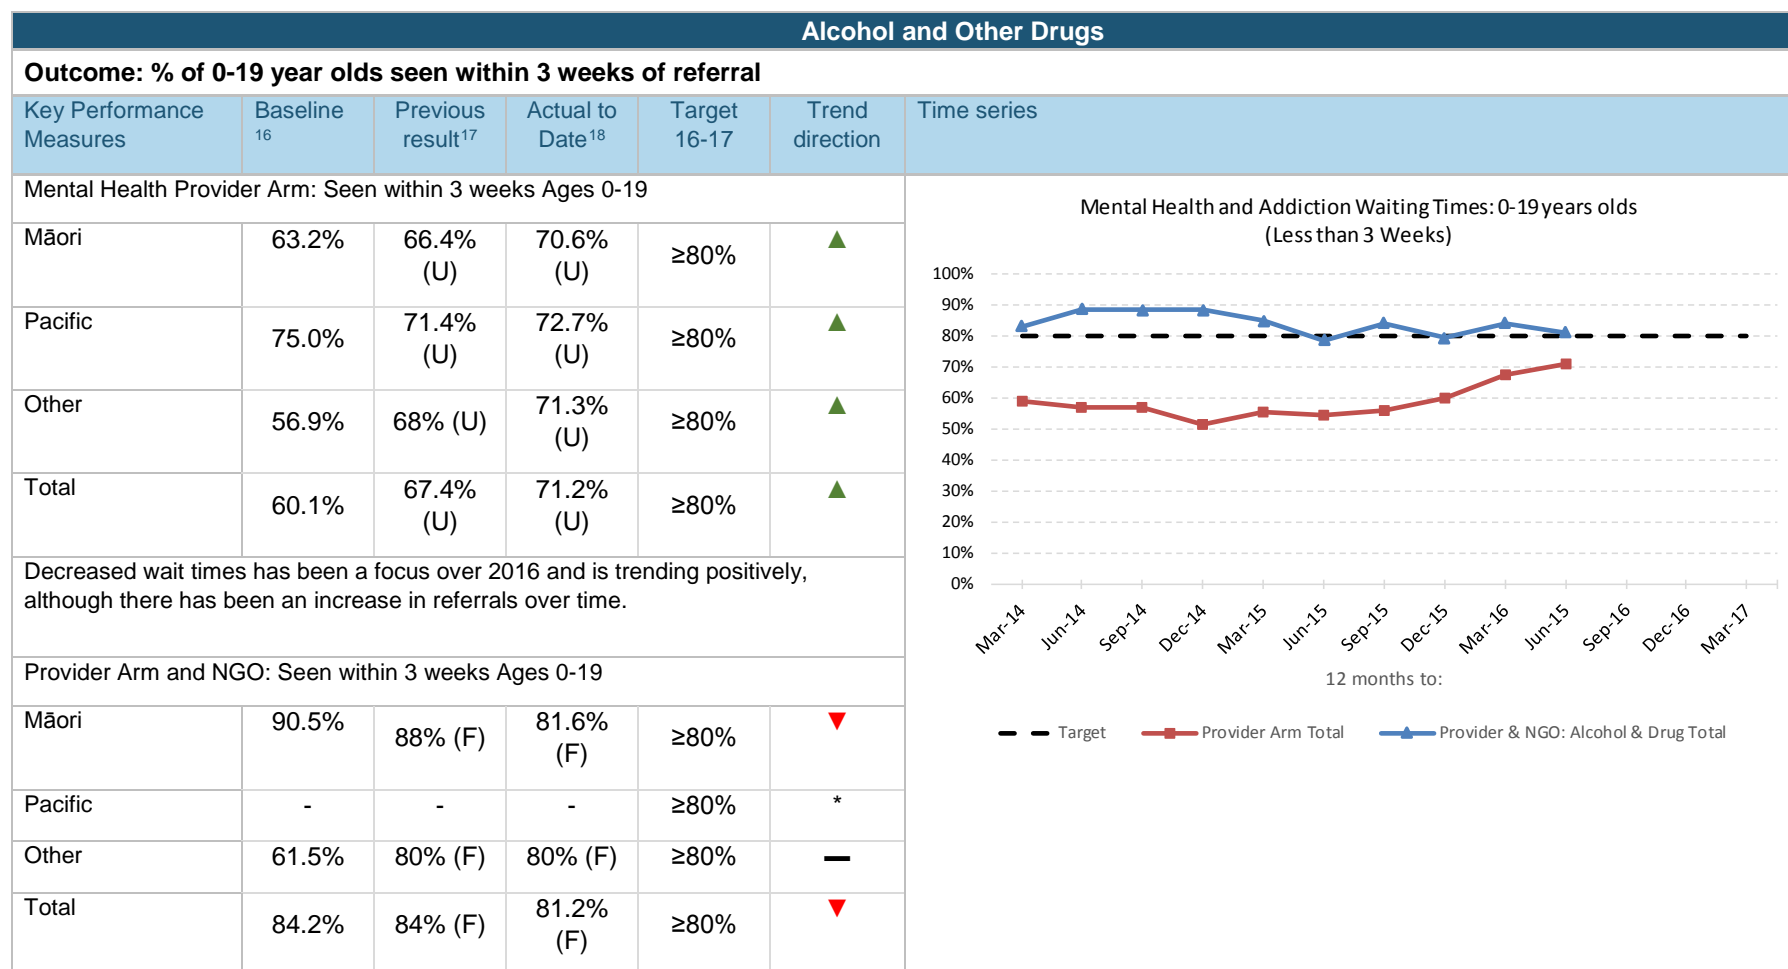 Alcohol and Other Drugs
Outcome: % of 0-19 year olds seen within 3 weeks of referral
Key Performance Measures
Baseline 16
Previous result17
Actual to Date18
Target 16-17
Trend direction
Time series
Mental Health Provider Arm: Seen within 3 weeks Ages 0-19
Māori 63.2% 66.4% (U) 70.6% (U) ≥80% ▲
Pacific 75.0% 71.4% (U) 72.7% (U) ≥80% ▲
Other 56.9% 68% (U) 71.3% (U) ≥80% ▲
Total 60.1% 67.4% (U) 71.2% (U) ≥80% ▲
Decreased wait times has been a focus over 2016 and is trending positively,
although there has been an increase in referrals over time.
Provider Arm and NGO: Seen within 3 weeks Ages 0-19
Māori 90.5% 88% (F) 81.6% (F) ≥80% ▼
Pacific - - - ≥80% *
Other 61.5% 80% (F) 80% (F) ≥80% —
Total 84.2% 84% (F) 81.2% (F) ≥80% ▼
Mental Health and Addiction Waiting Times: 0-19 years olds
(Less than 3 Weeks)
100%
90%
80%
70%
60%
50%
40%
30%
20%
10%
0%
Mar-14
Jun-14
Sep-14
Dec-14
Mar-15
Jun-15
Sep-15
Dec-15
Mar-16
Jun-15
Sep-16
Dec-16
Mar-17
12 months to:
Target
Provider Arm Total
Provider & NGO: Alcohol & Drug Total